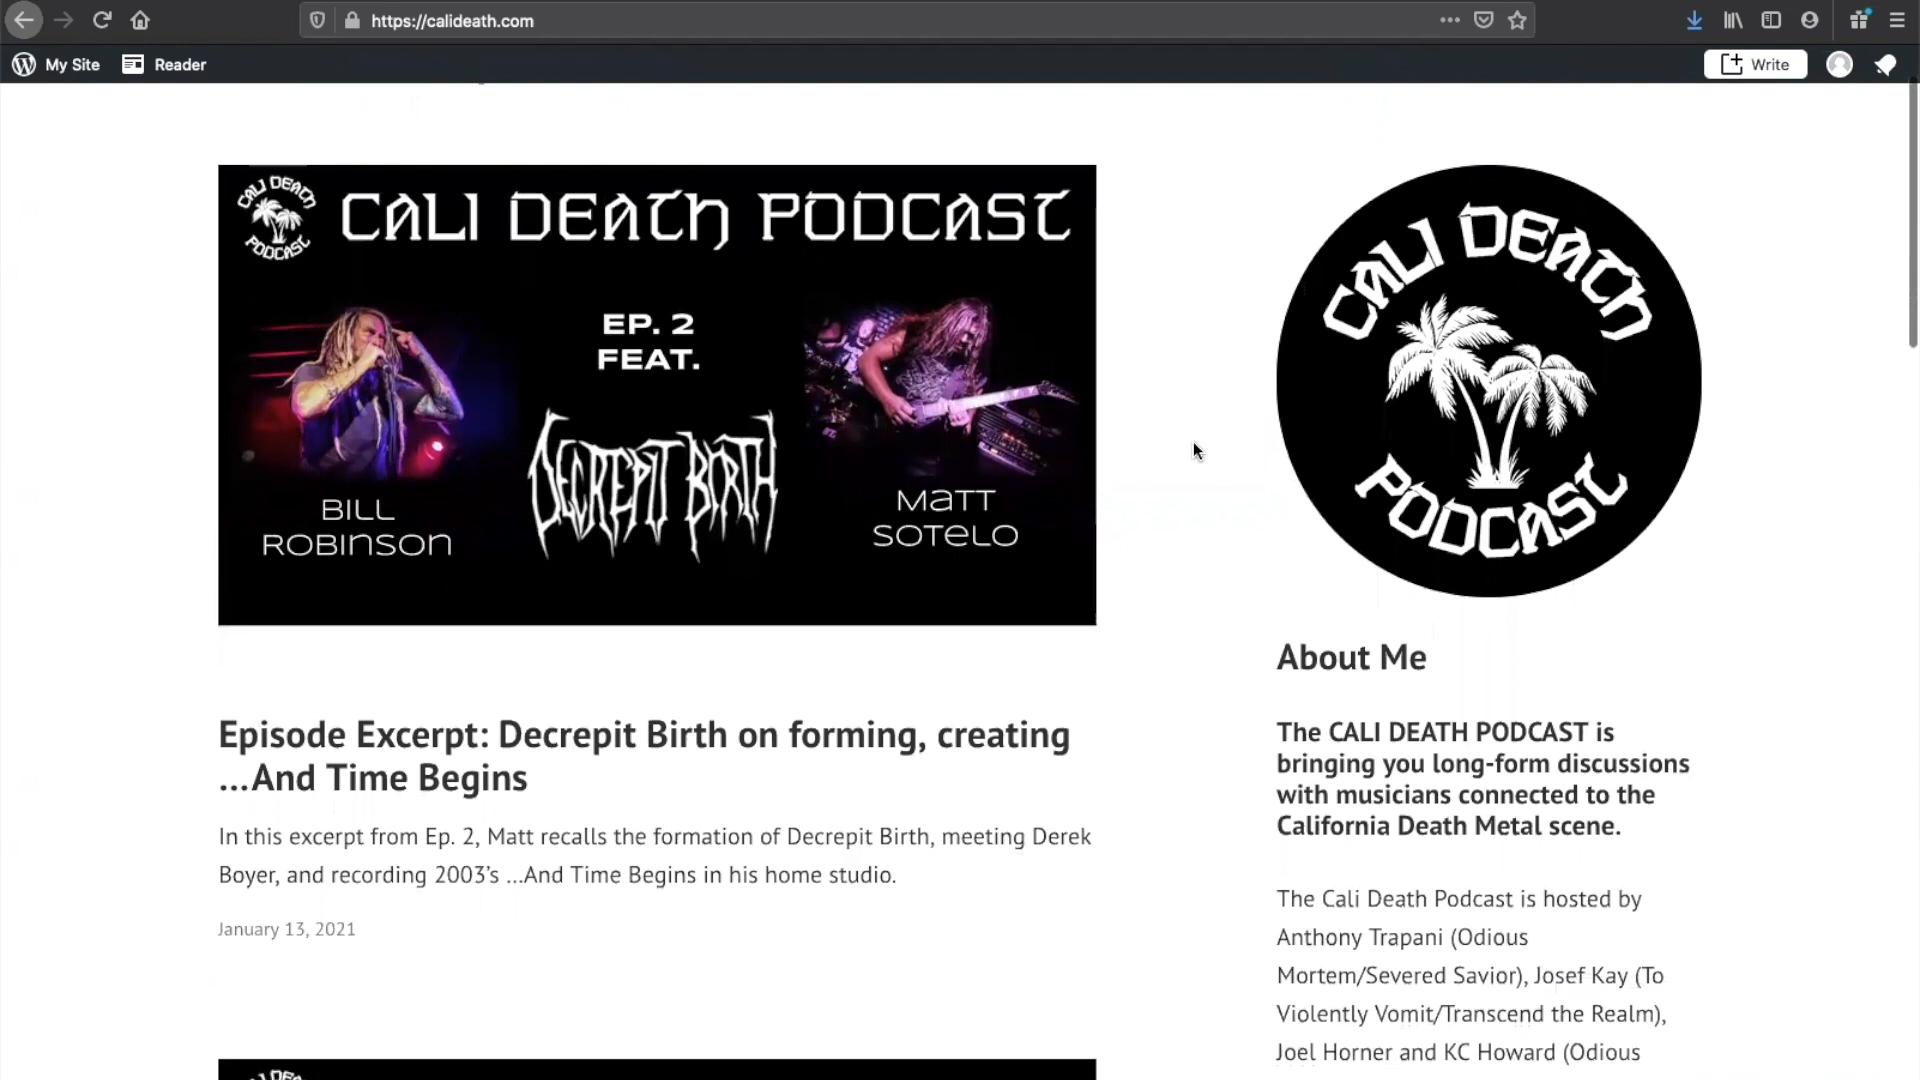 https://calideath.com
My Site
Reader
Write
CALI DEATH
PODCAST
CALI DEATH PODCAST
EP. 2
FEAT.
BILL
ROBINSON
DECREPIT BIRTH
MATT
SOTELO
CALI DEATH
PODCAST
About Me
Episode Excerpt: Decrepit Birth on forming, creating
…And Time Begins
In this excerpt from Ep. 2, Matt recalls the formation of Decrepit Birth, meeting Derek
Boyer, and recording 2003’s …And Time Begins in his home studio.
January 13, 2021
The CALI DEATH PODCAST is
bringing you long-form discussions
with musicians connected to the
California Death Metal scene.
The Cali Death Podcast is hosted by
Anthony Trapani (Odious
Mortem/Severed Savior), Josef Kay (To
Violently Vomit/Transcend the Realm),
Joel Horner and KC Howard (Odious